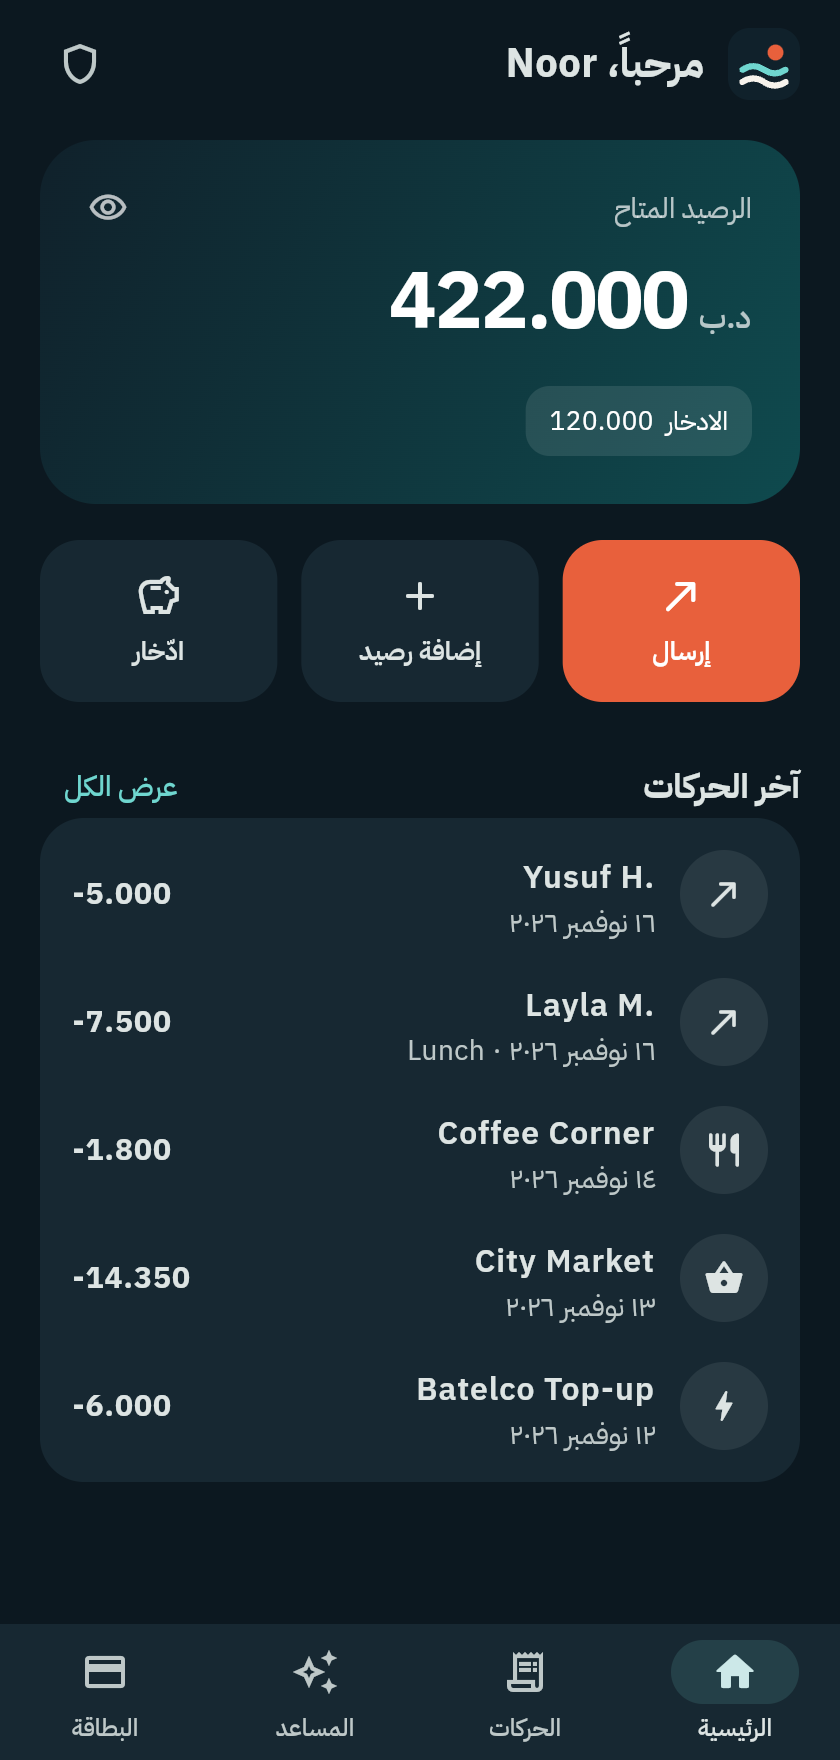 مرحباً، Noor
الرصيد المتاح
د.ب 422.000
الادخار 120.000
إرسال
إضافة رصيد
ادّخار
آخر الحركات
عرض الكل
Yusuf H.
-5.000
١٦ نوفمبر ٢٠٢٦
Layla M.
-7.500
١٦ نوفمبر ٢٠٢٦ · Lunch
Coffee Corner
-1.800
١٤ نوفمبر ٢٠٢٦
City Market
-14.350
١٣ نوفمبر ٢٠٢٦
Batelco Top-up
-6.000
١٢ نوفمبر ٢٠٢٦
الرئيسية
الحركات
المساعد
البطاقة